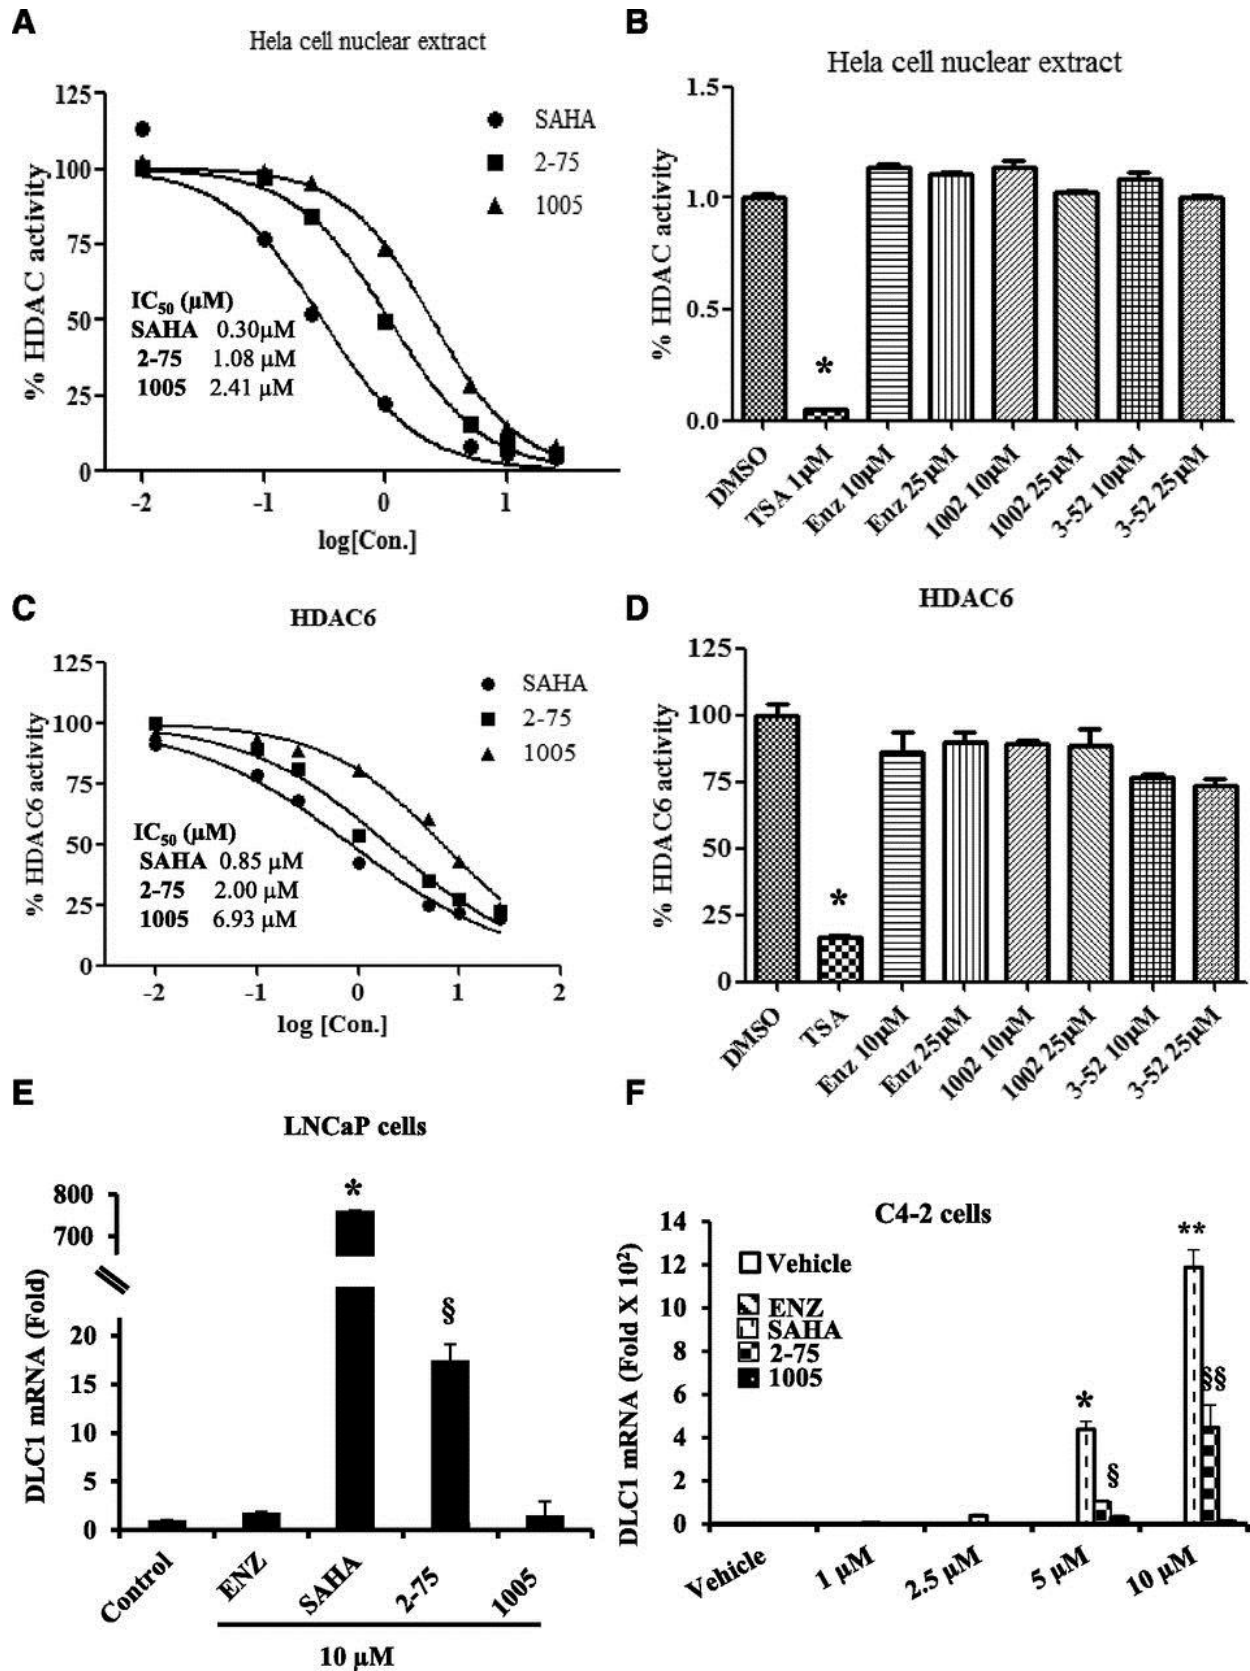 A
Hela cell nuclear extract
125
100
75
50
25
0
% HDAC activity
SAHA
2-75
1005
IC50 (µM)
SAHA 0.30µM
2-75 1.08 µM
1005 2.41 µM
-2 -1 0 1
log[Con.]
B
Hela cell nuclear extract
1.5
1.0
0.5
0.0
% HDAC activity
*
DMSO
TSA 1µM
Enz 10µM
Enz 25µM
1002 10µM
1002 25µM
3-52 10µM
3-52 25µM
C
HDAC6
125
100
75
50
25
0
% HDAC6 activity
SAHA
2-75
1005
IC50 (µM)
SAHA 0.85 µM
2-75 2.00 µM
1005 6.93 µM
-2 -1 0 1 2
log [Con.]
D
HDAC6
125
100
75
50
25
0
% HDAC6 activity
*
DMSO
TSA
Enz 10µM
Enz 25µM
1002 10µM
1002 25µM
3-52 10µM
3-52 25µM
E
LNCaP cells
800
700
20
15
10
5
0
DLC1 mRNA (Fold)
*
§
Control
ENZ
SAHA
2-75
1005
10 µM
F
C4-2 cells
14
12
10
8
6
4
2
0
DLC1 mRNA (Fold X 10²)
Vehicle
ENZ
SAHA
2-75
1005
*
§
**
§§
Vehicle
1 µM
2.5 µM
5 µM
10 µM